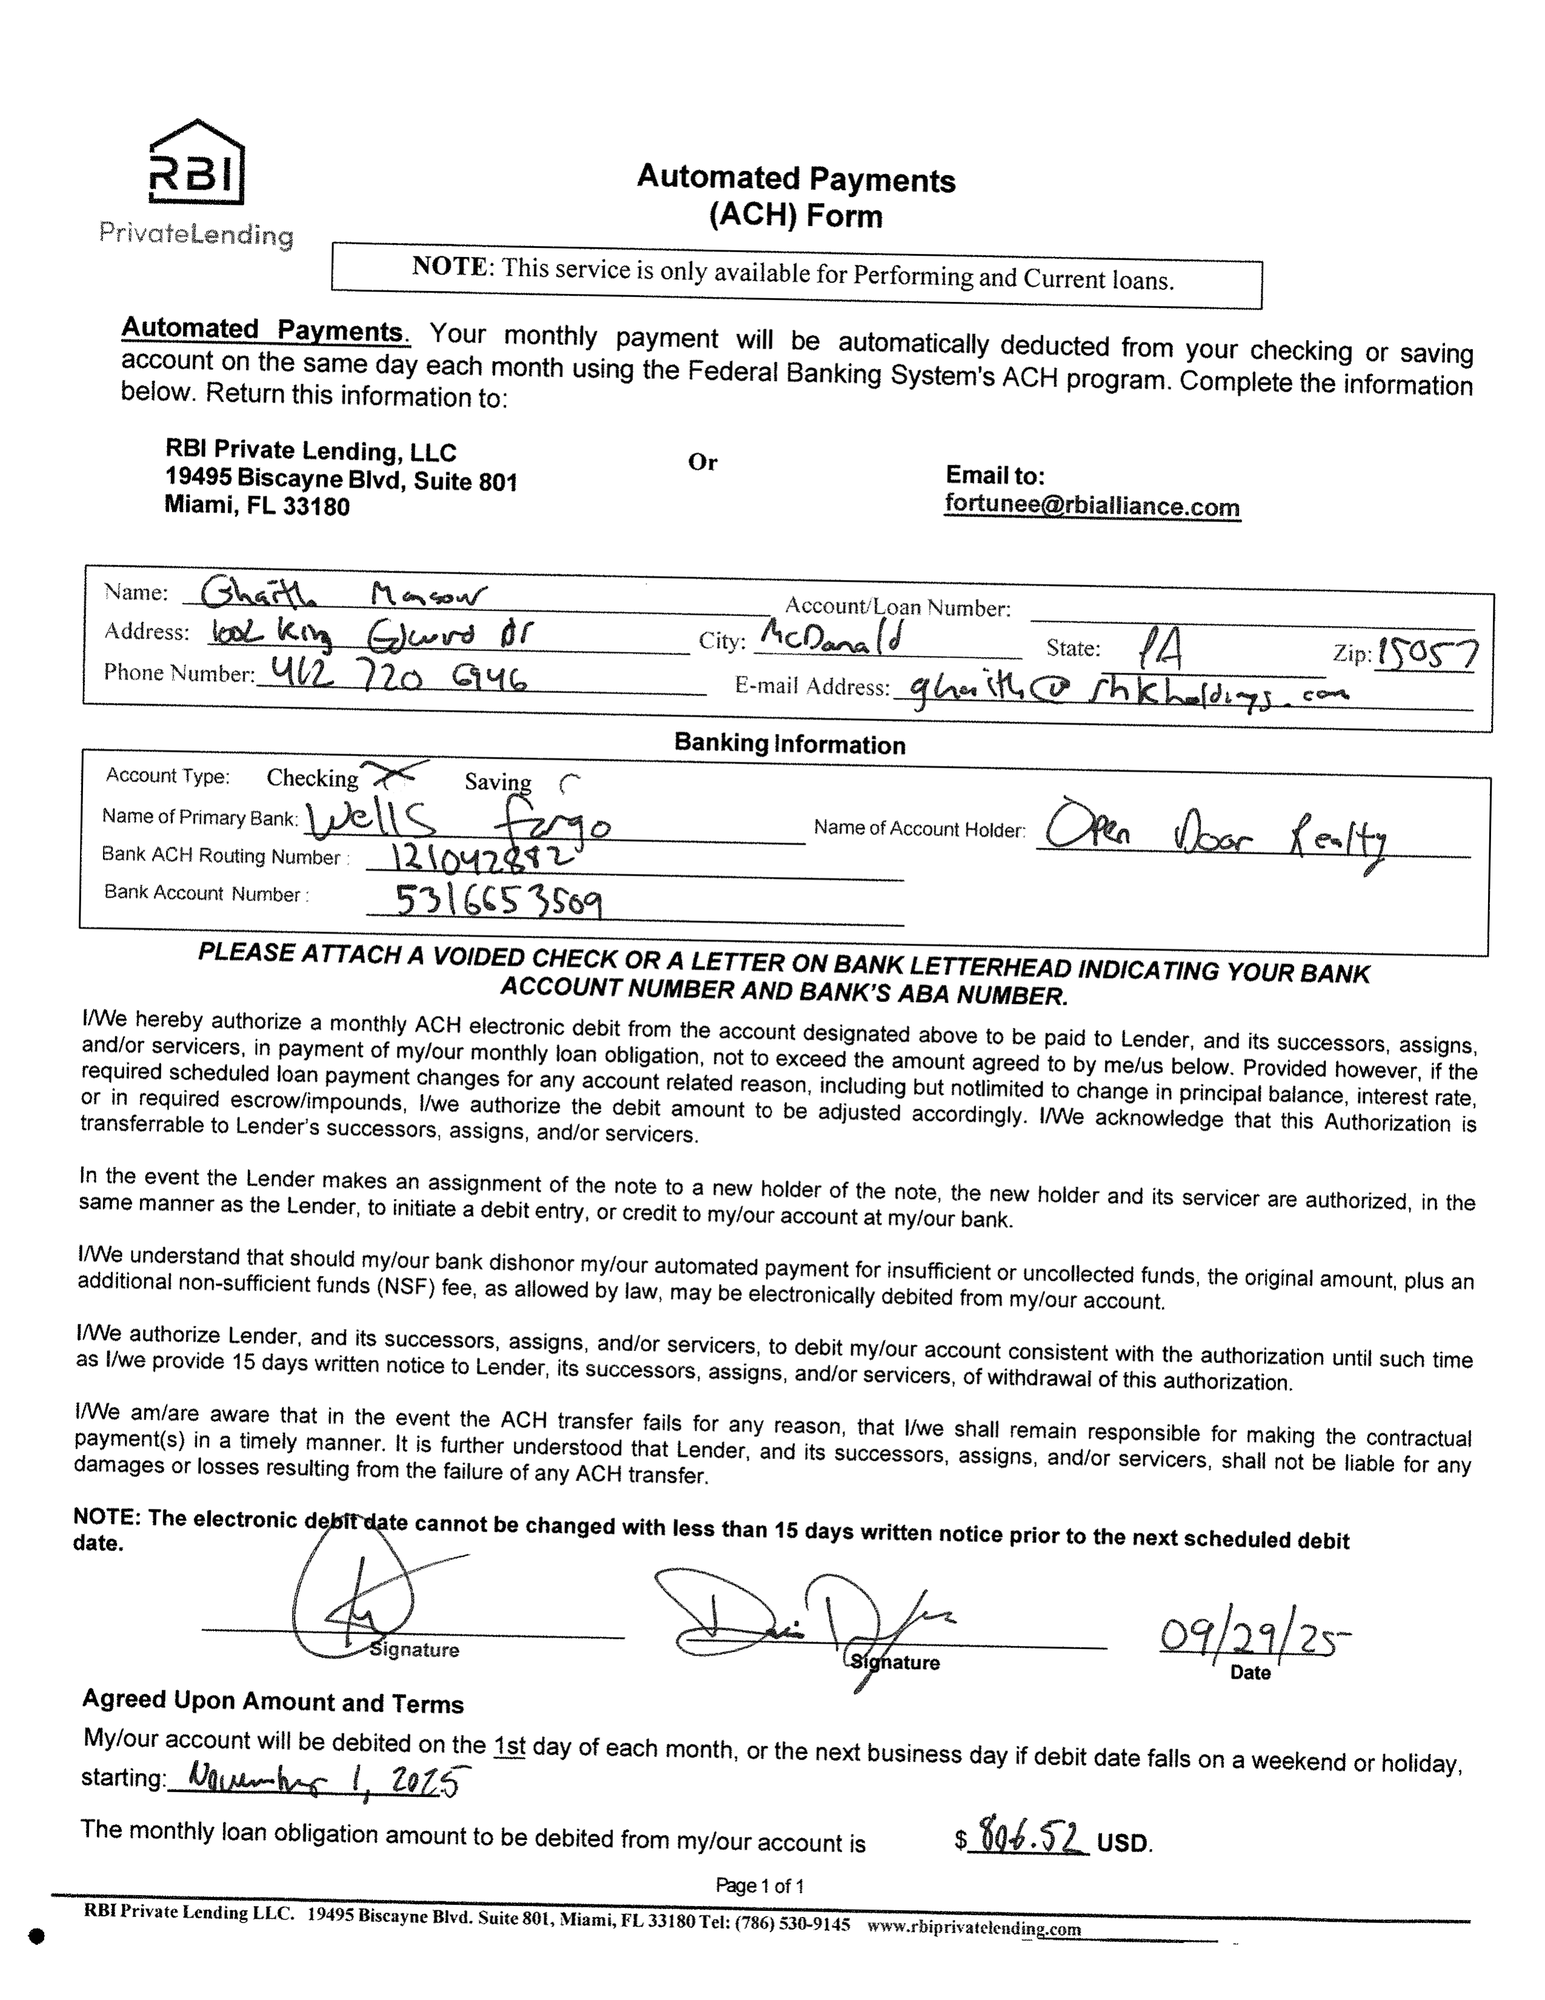 RBI
PrivateLending
Automated Payments
(ACH) Form
NOTE: This service is only available for Performing and Current loans.
Automated Payments. Your monthly payment will be automatically deducted from your checking or saving
account on the same day each month using the Federal Banking System's ACH program. Complete the information
below. Return this information to:
RBI Private Lending, LLC
19495 Biscayne Blvd, Suite 801
Miami, FL 33180
Or
Email to:
fortunee@rbialliance.com
Name: Ghaith Mansour Account/Loan Number:
Address: 1002 King Edward Dr City: McDonald State: PA Zip: 15057
Phone Number: 412 720 6946 E-mail Address: ghaith@shkholdings.com
Banking Information
Account Type: Checking X Saving
Name of Primary Bank: Wells Fargo Name of Account Holder: Open Door Realty
Bank ACH Routing Number : 121042882
Bank Account Number : 5316653509
PLEASE ATTACH A VOIDED CHECK OR A LETTER ON BANK LETTERHEAD INDICATING YOUR BANK
ACCOUNT NUMBER AND BANK'S ABA NUMBER.
I/We hereby authorize a monthly ACH electronic debit from the account designated above to be paid to Lender, and its successors, assigns,
and/or servicers, in payment of my/our monthly loan obligation, not to exceed the amount agreed to by me/us below. Provided however, if the
required scheduled loan payment changes for any account related reason, including but notlimited to change in principal balance, interest rate,
or in required escrow/impounds, I/we authorize the debit amount to be adjusted accordingly. I/We acknowledge that this Authorization is
transferrable to Lender's successors, assigns, and/or servicers.
In the event the Lender makes an assignment of the note to a new holder of the note, the new holder and its servicer are authorized, in the
same manner as the Lender, to initiate a debit entry, or credit to my/our account at my/our bank.
I/We understand that should my/our bank dishonor my/our automated payment for insufficient or uncollected funds, the original amount, plus an
additional non-sufficient funds (NSF) fee, as allowed by law, may be electronically debited from my/our account.
I/We authorize Lender, and its successors, assigns, and/or servicers, to debit my/our account consistent with the authorization until such time
as I/we provide 15 days written notice to Lender, its successors, assigns, and/or servicers, of withdrawal of this authorization.
I/We am/are aware that in the event the ACH transfer fails for any reason, that I/we shall remain responsible for making the contractual
payment(s) in a timely manner. It is further understood that Lender, and its successors, assigns, and/or servicers, shall not be liable for any
damages or losses resulting from the failure of any ACH transfer.
NOTE: The electronic debit date cannot be changed with less than 15 days written notice prior to the next scheduled debit
date.
09/29/25
Signature Signature Date
Agreed Upon Amount and Terms
My/our account will be debited on the 1st day of each month, or the next business day if debit date falls on a weekend or holiday,
starting: November 1, 2025
The monthly loan obligation amount to be debited from my/our account is $ 806.52 USD.
Page 1 of 1
RBI Private Lending LLC. 19495 Biscayne Blvd. Suite 801, Miami, FL 33180 Tel: (786) 530-9145 www.rbiprivatelending.com